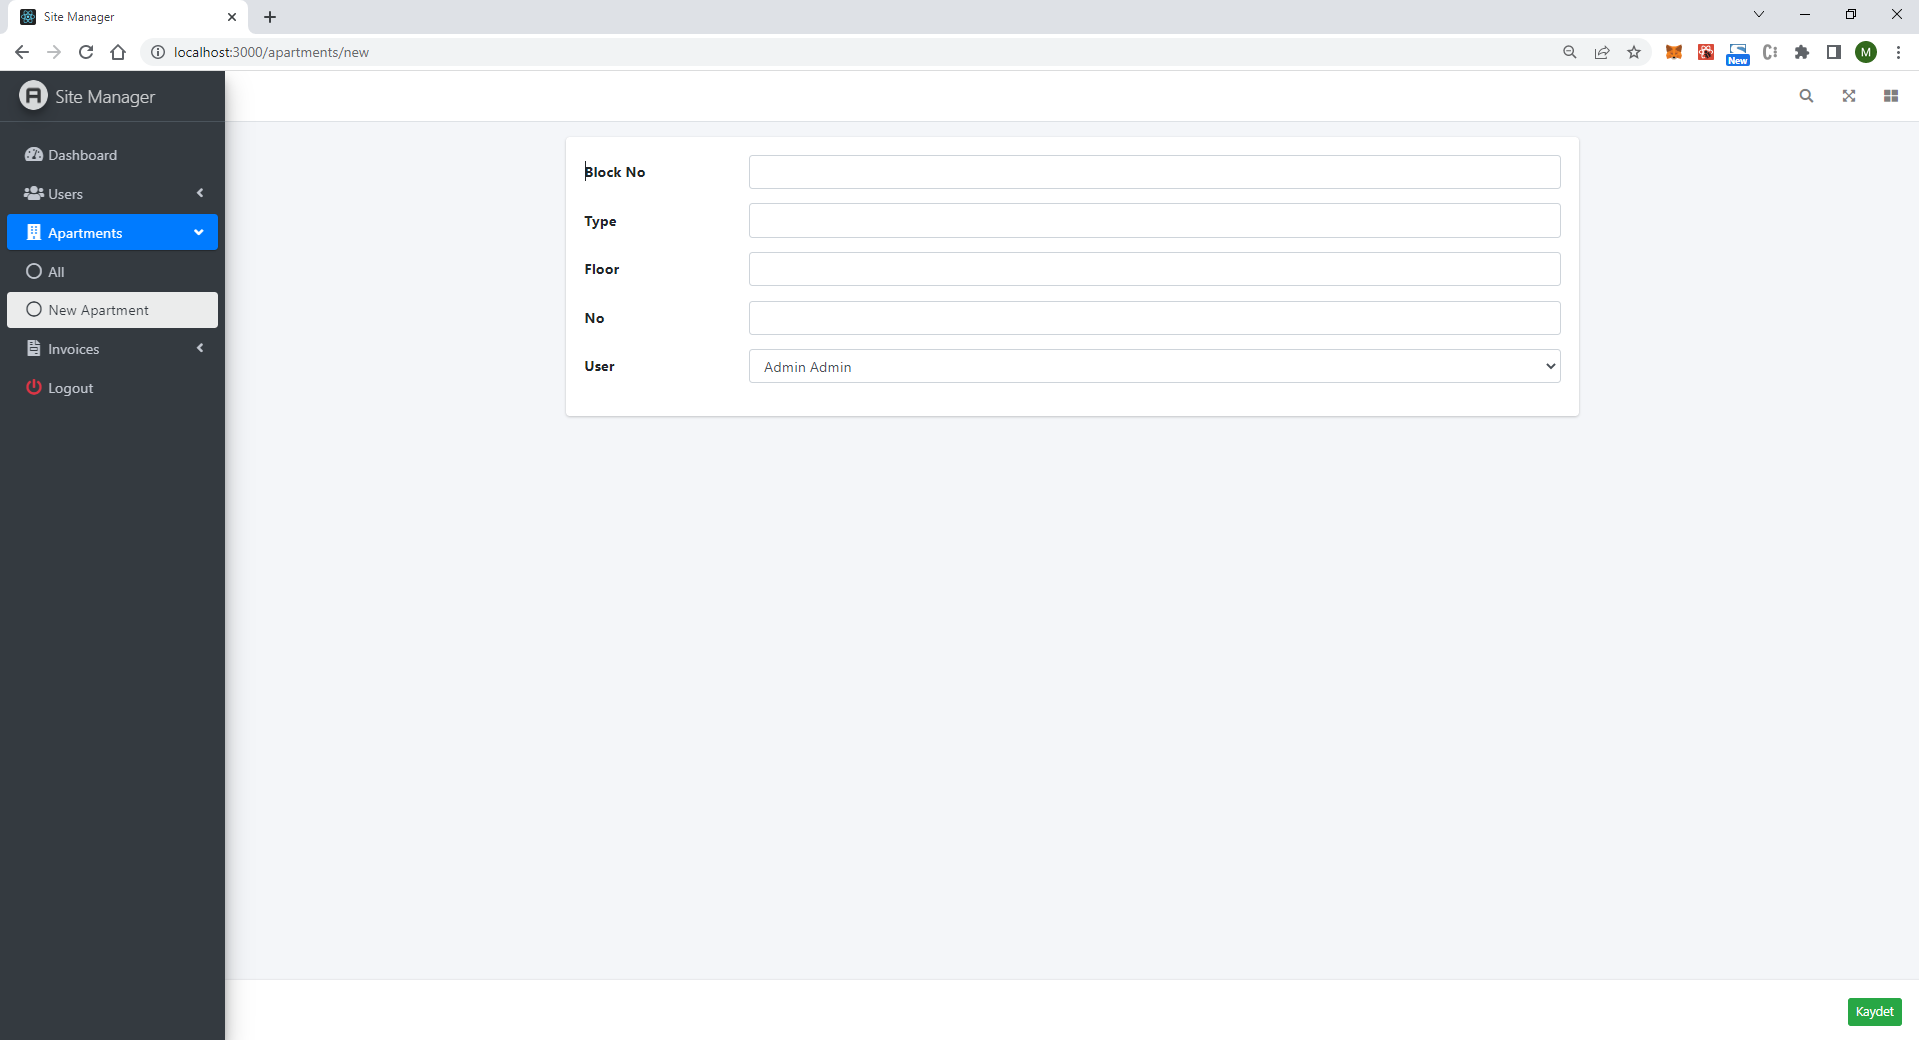 Site Manager
localhost:3000/apartments/new
New
M
Site Manager
Dashboard
Users
Apartments
All
New Apartment
Invoices
Logout
Block No
Type
Floor
No
User
Admin Admin
Kaydet